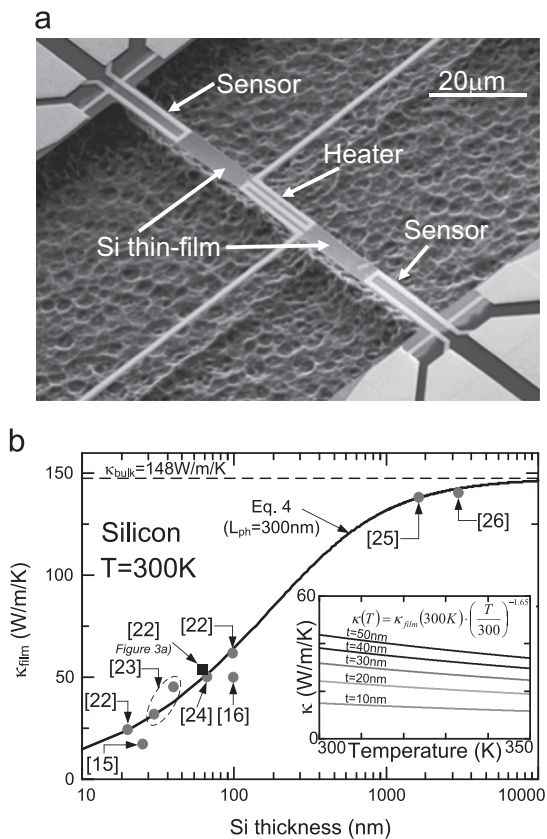 a
Sensor
20μm
Heater
Si thin-film
Sensor
b
κbulk=148W/m/K
150
Eq. 4
(Lph=300nm)
Silicon
T=300K
[25]
[26]
100
κfilm (W/m/K)
60
κ(T) = κfilm(300K)·(T/300)^-1.65
[22]
Figure 3a)
[22]
[23]
50
[22]
[24]
[16]
[15]
t=50nm
t=40nm
t=30nm
t=20nm
t=10nm
κ (W/m/K)
0
300
Temperature (K)
350
0
10
100
1000
10000
Si thickness (nm)